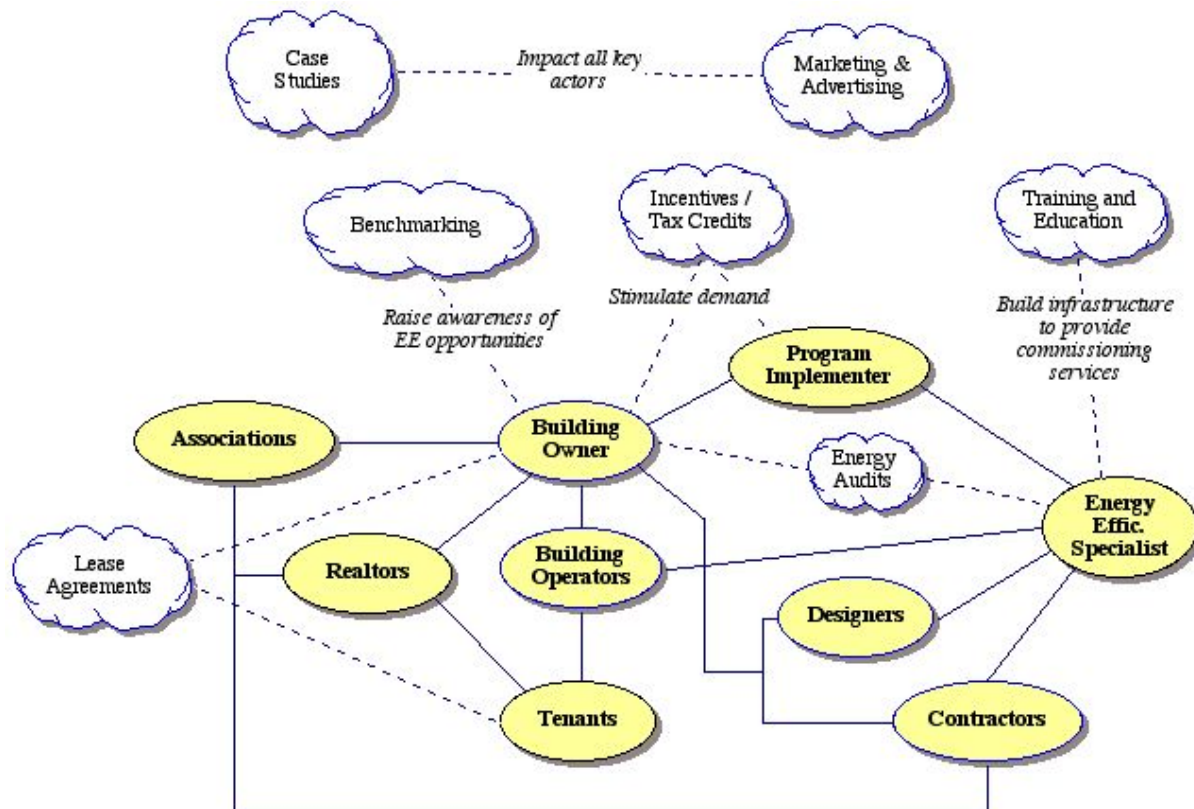 Case
Studies
Impact all key
actors
Marketing &
Advertising
Benchmarking
Incentives /
Tax Credits
Training and
Education
Raise awareness of
EE opportunities
Stimulate demand
Build infrastructure
to provide
commissioning
services
Program
Implementer
Associations
Building
Owner
Energy
Audits
Energy
Effic.
Specialist
Lease
Agreements
Realtors
Building
Operators
Designers
Tenants
Contractors